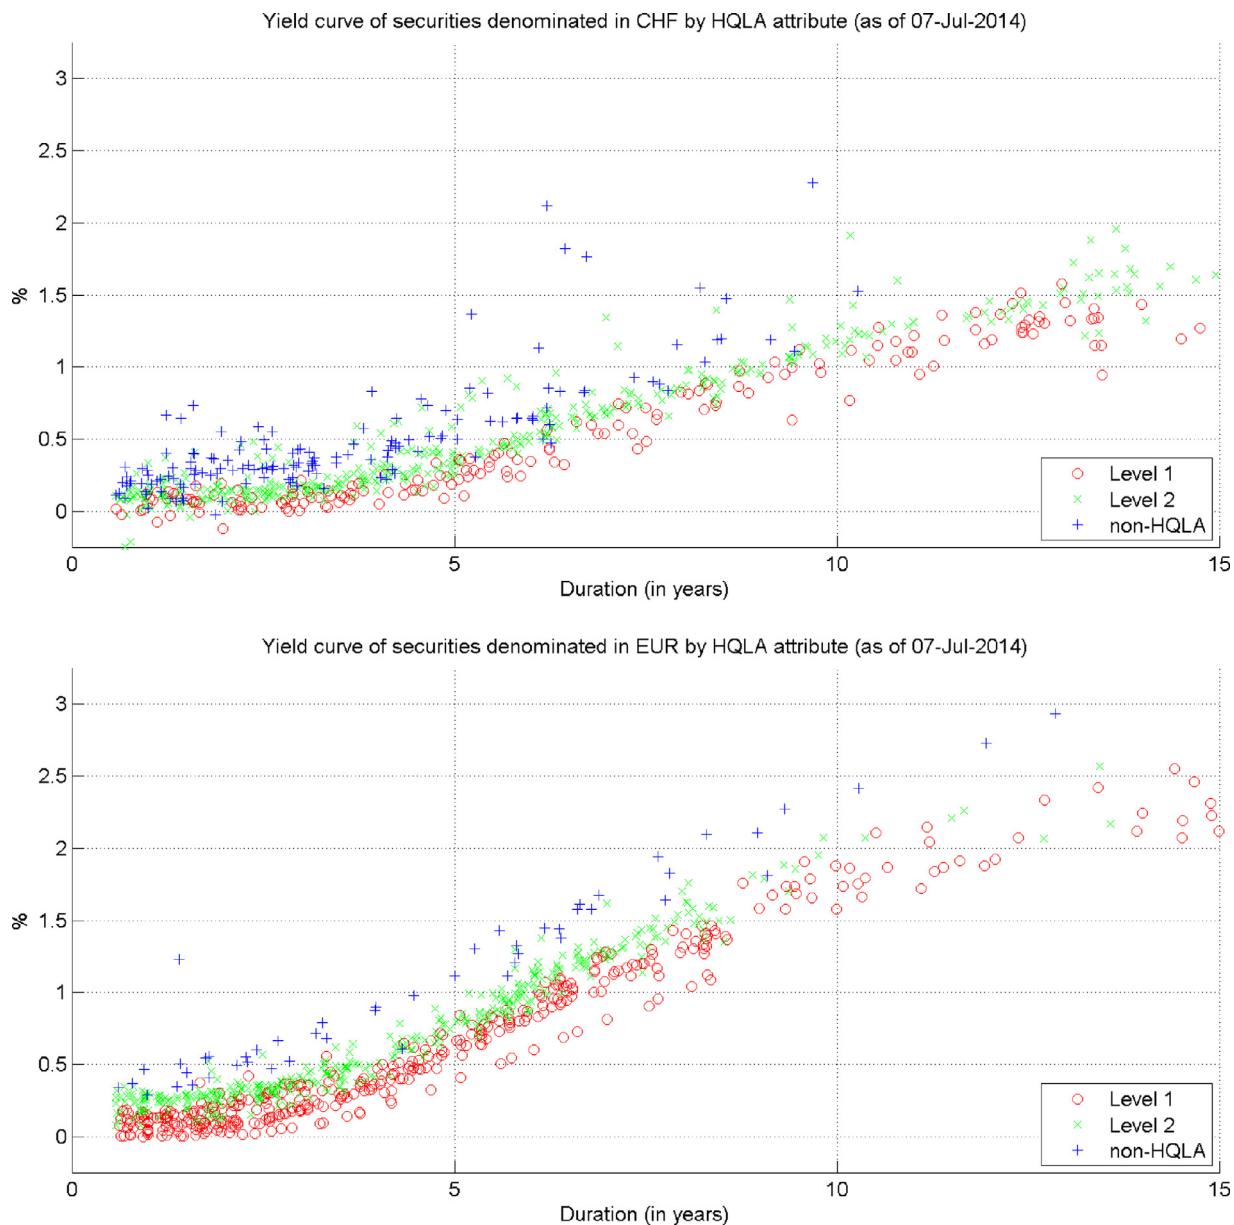 Yield curve of securities denominated in CHF by HQLA attribute (as of 07-Jul-2014)
3
2.5
2
1.5
1
0.5
0
%
Level 1
Level 2
non-HQLA
0 5 10 15
Duration (in years)
Yield curve of securities denominated in EUR by HQLA attribute (as of 07-Jul-2014)
3
2.5
2
1.5
1
0.5
0
%
Level 1
Level 2
non-HQLA
0 5 10 15
Duration (in years)